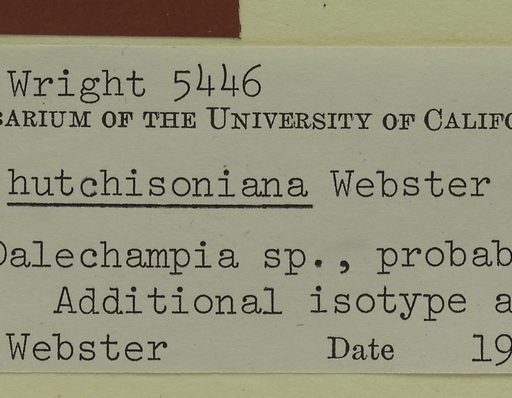 Wright 5446
BARIUM OF THE UNIVERSITY OF CALIFO
hutchisoniana Webster
Dalechampia sp., probab
Additional isotype a
Webster Date 19